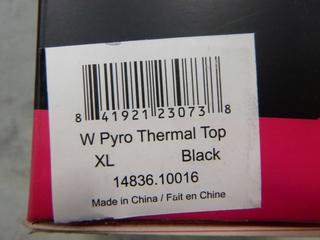 8 41921 23073 8
W Pyro Thermal Top
XL Black
14836.10016
Made in China / Fait en Chine